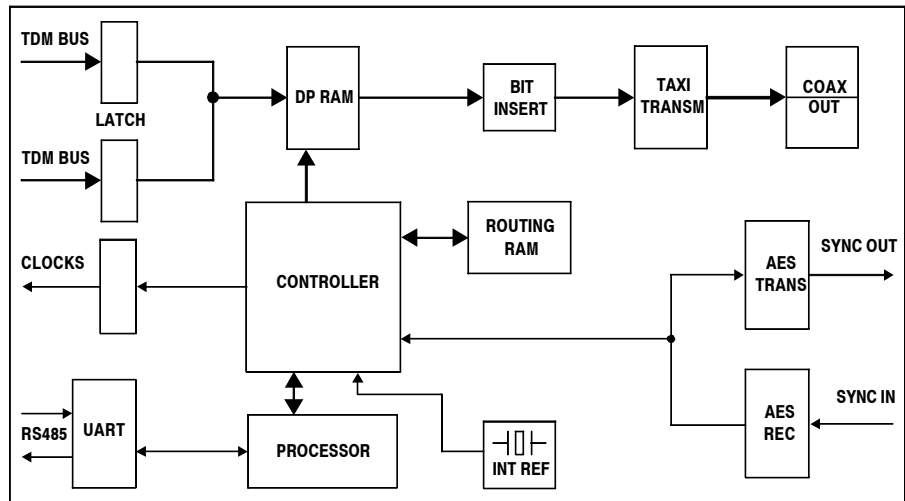 TDM BUS
LATCH
TDM BUS
DP RAM
BIT
INSERT
TAXI
TRANSM
COAX
OUT
CLOCKS
CONTROLLER
ROUTING
RAM
AES
TRANS
SYNC OUT
RS485
UART
PROCESSOR
INT REF
AES
REC
SYNC IN